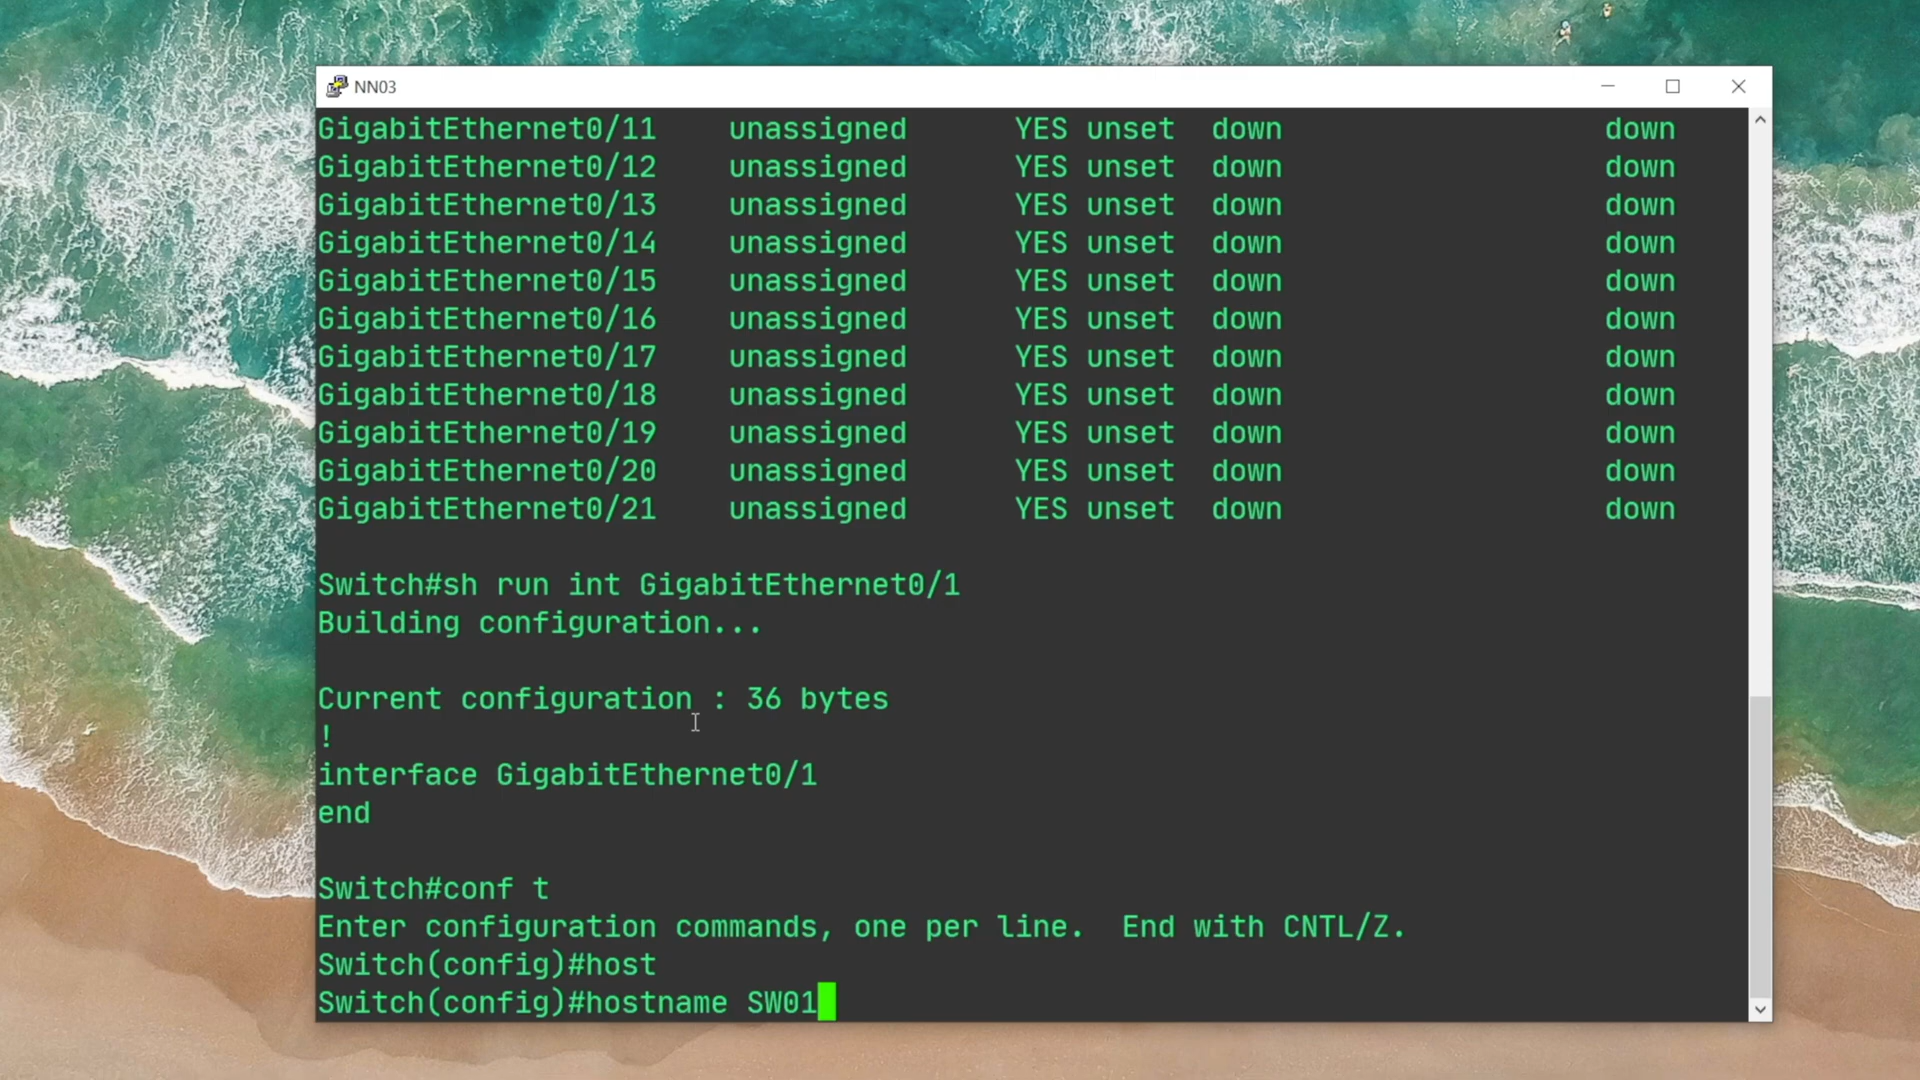 NN03
GigabitEthernet0/11 unassigned YES unset down down
GigabitEthernet0/12 unassigned YES unset down down
GigabitEthernet0/13 unassigned YES unset down down
GigabitEthernet0/14 unassigned YES unset down down
GigabitEthernet0/15 unassigned YES unset down down
GigabitEthernet0/16 unassigned YES unset down down
GigabitEthernet0/17 unassigned YES unset down down
GigabitEthernet0/18 unassigned YES unset down down
GigabitEthernet0/19 unassigned YES unset down down
GigabitEthernet0/20 unassigned YES unset down down
GigabitEthernet0/21 unassigned YES unset down down
Switch#sh run int GigabitEthernet0/1
Building configuration...
Current configuration : 36 bytes
!
interface GigabitEthernet0/1
end
Switch#conf t
Enter configuration commands, one per line.  End with CNTL/Z.
Switch(config)#host
Switch(config)#hostname SW01